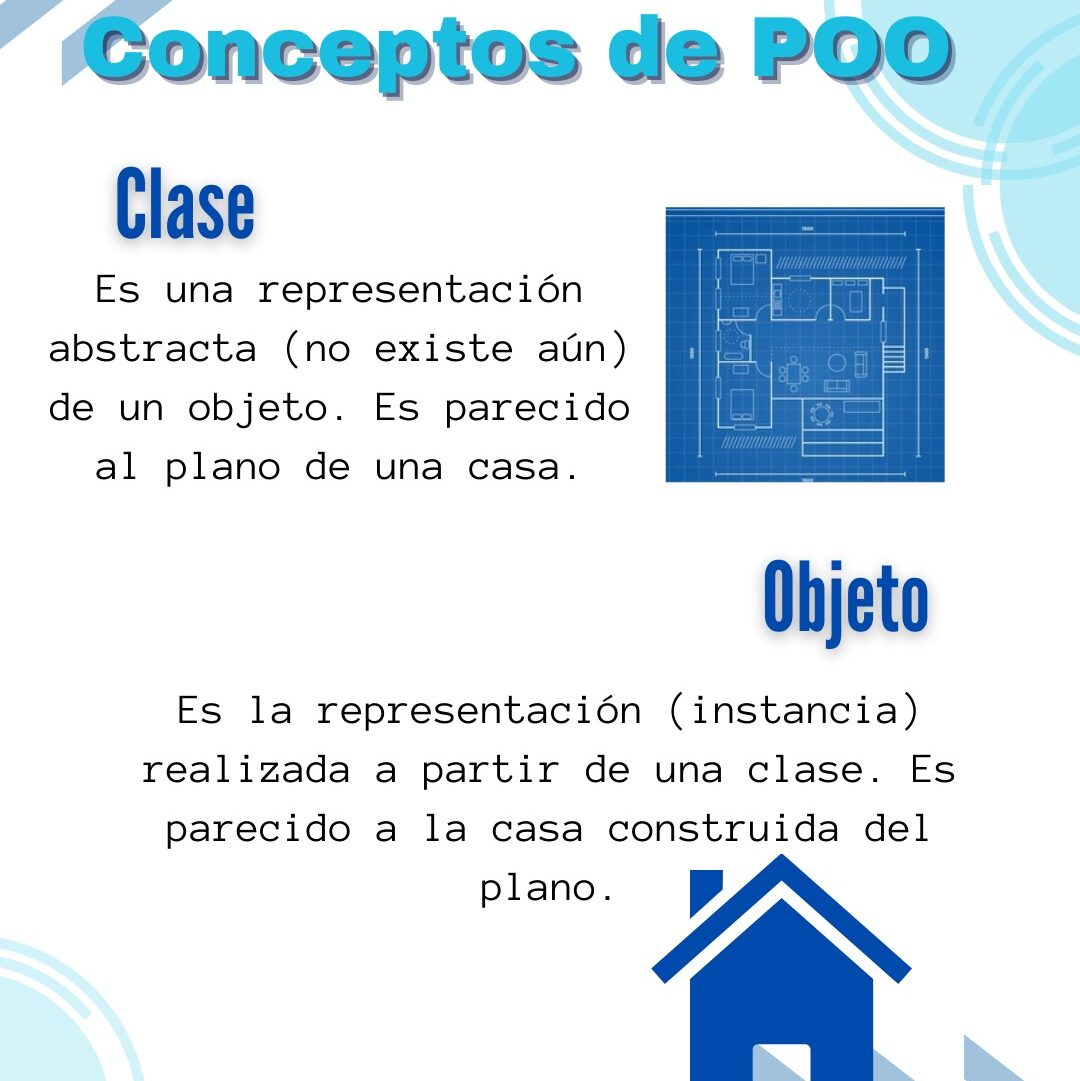 Conceptos de POO
Clase
Es una representación
abstracta (no existe aún)
de un objeto. Es parecido
al plano de una casa.
Objeto
Es la representación (instancia)
realizada a partir de una clase. Es
parecido a la casa construida del
plano.